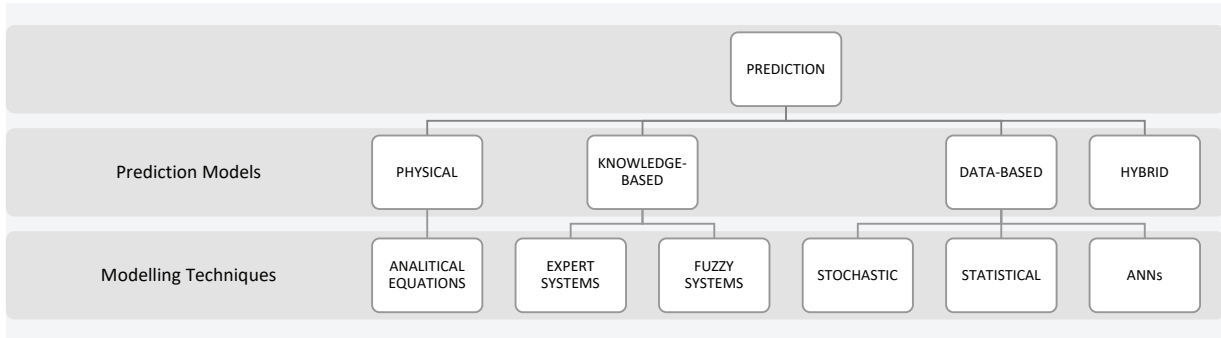 PREDICTION
Prediction Models
PHYSICAL
KNOWLEDGE-
BASED
DATA-BASED
HYBRID
Modelling Techniques
ANALITICAL
EQUATIONS
EXPERT
SYSTEMS
FUZZY
SYSTEMS
STOCHASTIC
STATISTICAL
ANNs